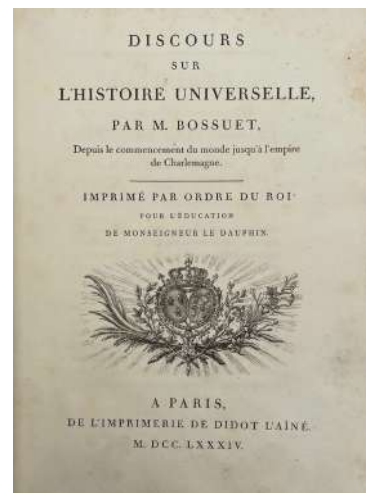 DISCOURS
SUR
L'HISTOIRE UNIVERSELLE,
PAR M. BOSSUET,
Depuis le commencement du monde jusqu'à l'empire
de Charlemagne.
IMPRIMÉ PAR ORDRE DU ROI
POUR L'ÉDUCATION
DE MONSEIGNEUR LE DAUPHIN.
A PARIS,
DE L'IMPRIMERIE DE DIDOT L'AÎNÉ.
M. DCC. LXXXIV.